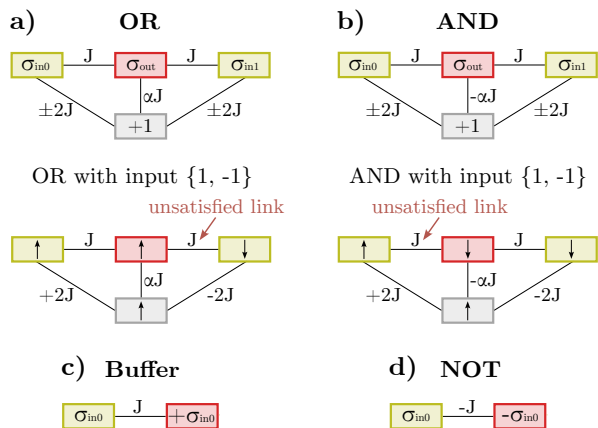 a) OR
σin0 J σout J σin1
±2J αJ ±2J
+1
OR with input {1, -1}
unsatisfied link
J J
+2J αJ -2J
b) AND
σin0 J σout J σin1
±2J -αJ ±2J
+1
AND with input {1, -1}
unsatisfied link
J J
+2J -αJ -2J
c) Buffer
σin0 J +σin0
d) NOT
σin0 -J -σin0